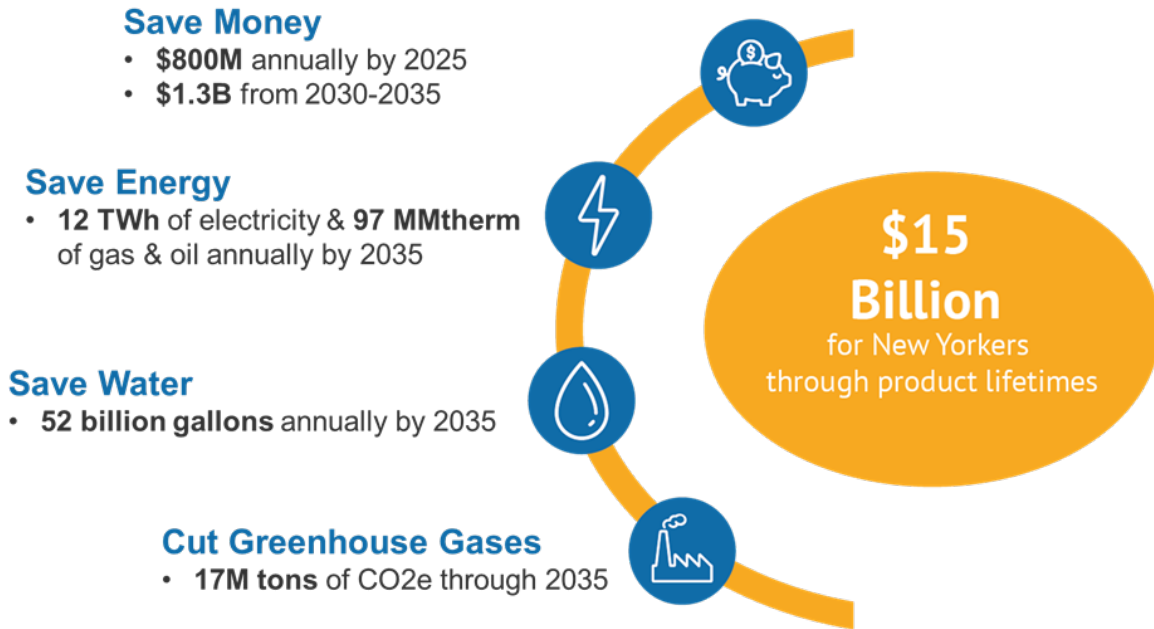 Save Money
• $800M annually by 2025
• $1.3B from 2030-2035
Save Energy
• 12 TWh of electricity & 97 MMtherm
of gas & oil annually by 2035
Save Water
• 52 billion gallons annually by 2035
Cut Greenhouse Gases
• 17M tons of CO2e through 2035
$
$15
Billion
for New Yorkers
through product lifetimes